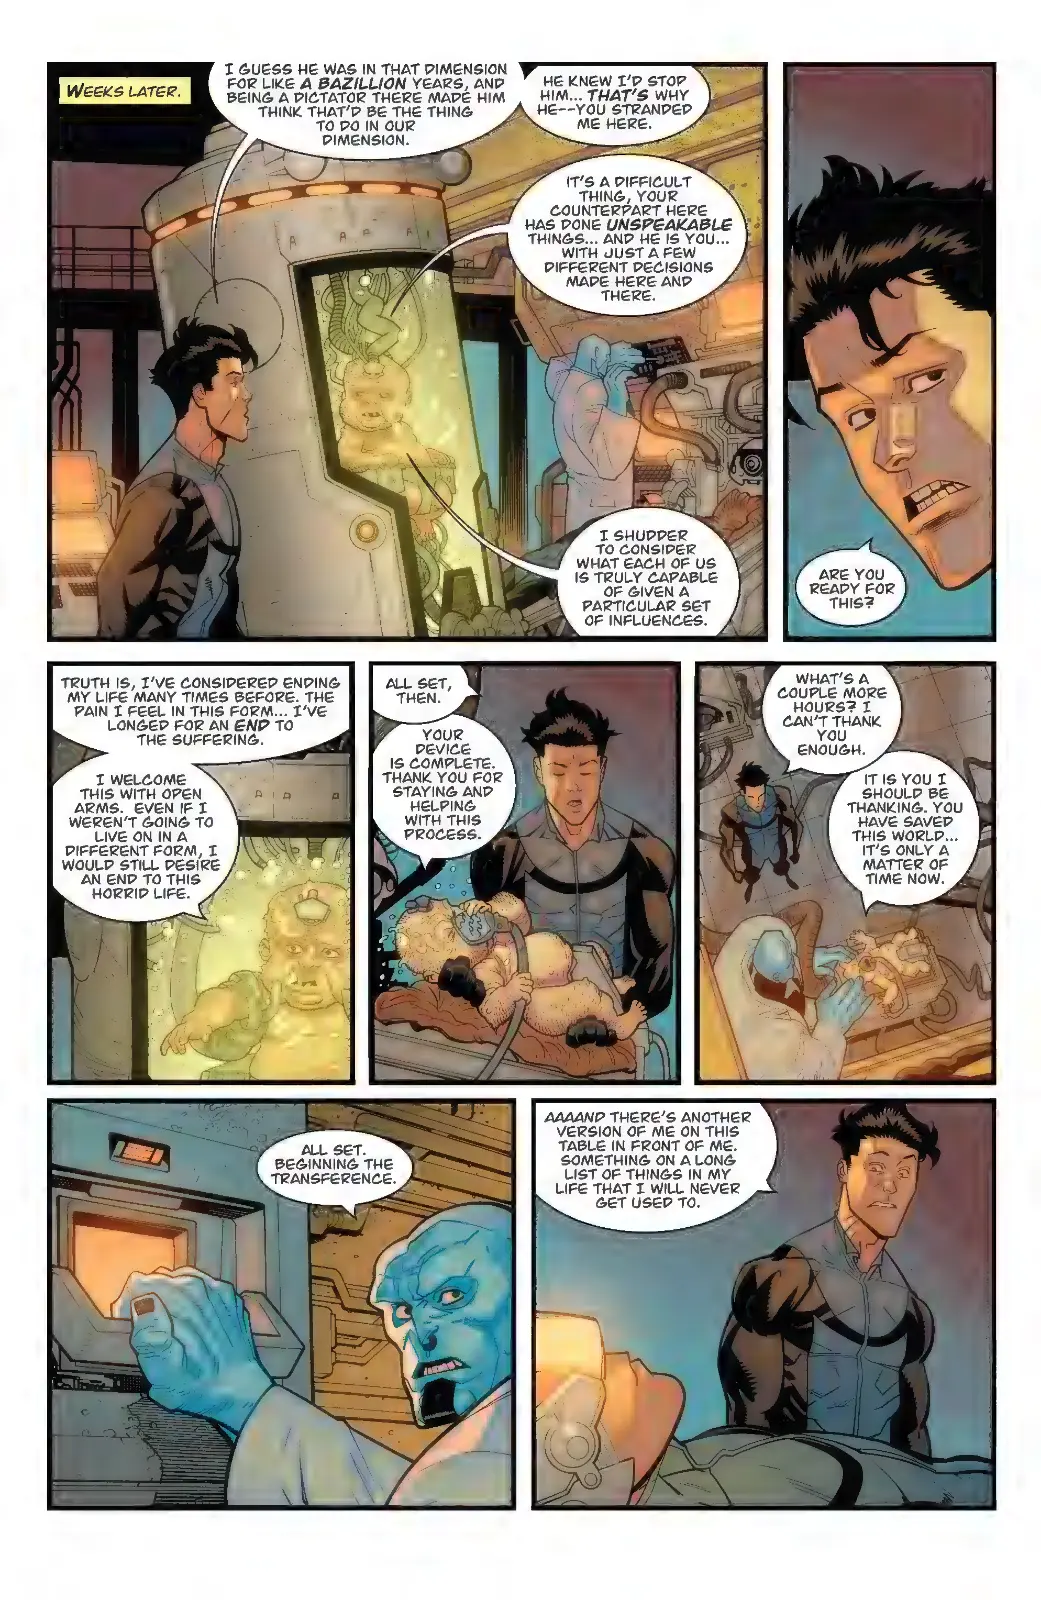 WEEKS LATER.
I GUESS HE WAS IN THAT DIMENSION
FOR LIKE A BAZILLION YEARS, AND
BEING A DICTATOR THERE MADE HIM
THINK THAT'D BE THE THING
TO DO IN OUR
DIMENSION.
HE KNEW I'D STOP
HIM... THAT'S WHY
HE--YOU STRANDED
ME HERE.
IT'S A DIFFICULT
THING, YOUR
COUNTERPART HERE
HAS DONE UNSPEAKABLE
THINGS... AND HE IS YOU...
WITH JUST A FEW
DIFFERENT DECISIONS
MADE HERE AND
THERE.
I SHUDDER
TO CONSIDER
WHAT EACH OF US
IS TRULY CAPABLE
OF GIVEN A
PARTICULAR SET
OF INFLUENCES.
ARE YOU
READY FOR
THIS?
TRUTH IS, I'VE CONSIDERED ENDING
MY LIFE MANY TIMES BEFORE. THE
PAIN I FEEL IN THIS FORM... I'VE
LONGED FOR AN END TO
THE SUFFERING.
I WELCOME
THIS WITH OPEN
ARMS. EVEN IF I
WEREN'T GOING TO
LIVE ON IN A
DIFFERENT FORM, I
WOULD STILL DESIRE
AN END TO THIS
HORRID LIFE.
ALL SET,
THEN.
YOUR
DEVICE
IS COMPLETE.
THANK YOU FOR
STAYING AND
HELPING
WITH THIS
PROCESS.
WHAT'S A
COUPLE MORE
HOURS? I
CAN'T THANK
YOU
ENOUGH.
IT IS YOU I
SHOULD BE
THANKING. YOU
HAVE SAVED
THIS WORLD...
IT'S ONLY A
MATTER OF
TIME NOW.
ALL SET.
BEGINNING THE
TRANSFERENCE.
AAAAND THERE'S ANOTHER
VERSION OF ME ON THIS
TABLE IN FRONT OF ME.
SOMETHING ON A LONG
LIST OF THINGS IN MY
LIFE THAT I WILL NEVER
GET USED TO.